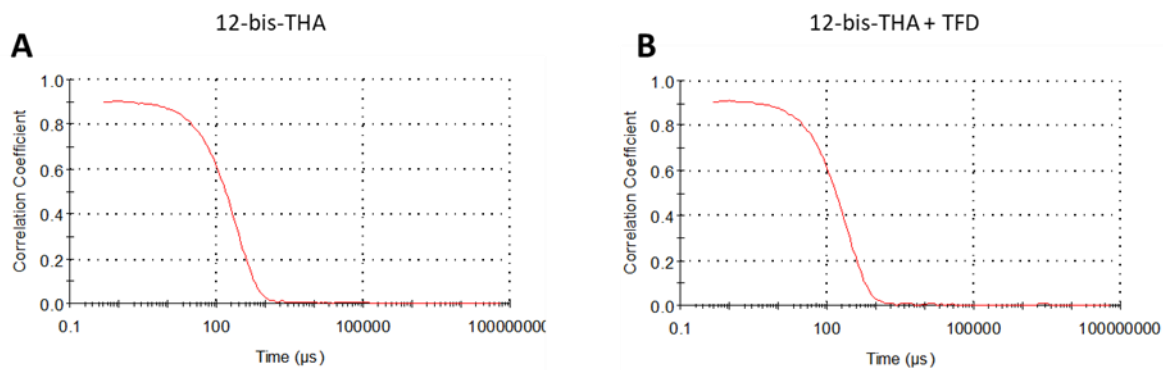 12-bis-THA
12-bis-THA + TFD
A
B
1.0
0.8
0.6
0.4
0.2
0.0
Correlation Coefficient
0.1 100 100000 100000000
Time (µs)
1.0
0.8
0.6
0.4
0.2
0.0
Correlation Coefficient
0.1 100 100000 100000000
Time (µs)